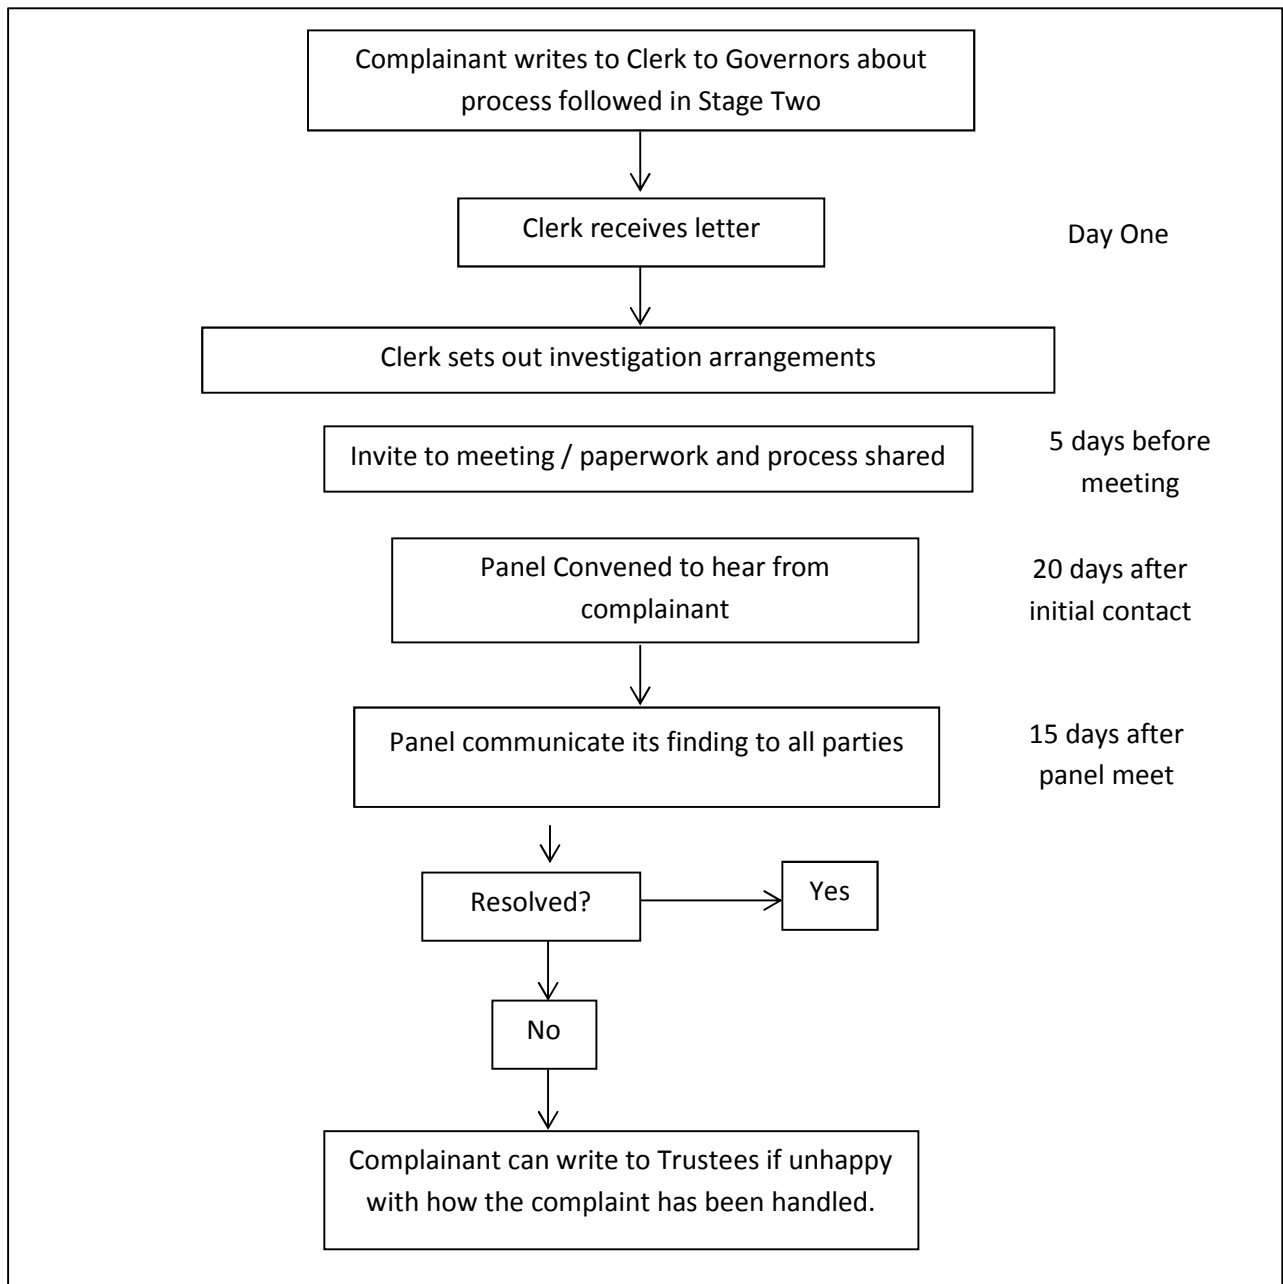 Complainant writes to Clerk to Governors about
process followed in Stage Two
Clerk receives letter
Day One
Clerk sets out investigation arrangements
Invite to meeting / paperwork and process shared
5 days before
meeting
Panel Convened to hear from
complainant
20 days after
initial contact
Panel communicate its finding to all parties
15 days after
panel meet
Resolved?
Yes
No
Complainant can write to Trustees if unhappy
with how the complaint has been handled.